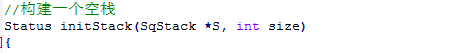 //构建一个空栈
Status initStack(SqStack *S, int size)
{